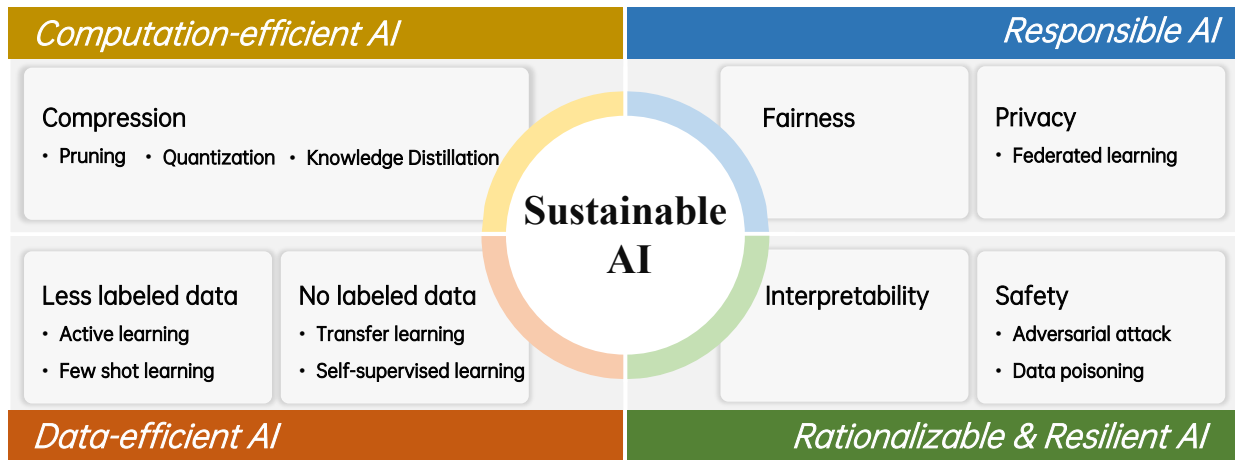 Computation-efficient AI
Compression
• Pruning • Quantization • Knowledge Distillation
Responsible AI
Fairness
Privacy
• Federated learning
Sustainable
AI
Less labeled data
• Active learning
• Few shot learning
No labeled data
• Transfer learning
• Self-supervised learning
Data-efficient AI
Interpretability
Safety
• Adversarial attack
• Data poisoning
Rationalizable & Resilient AI